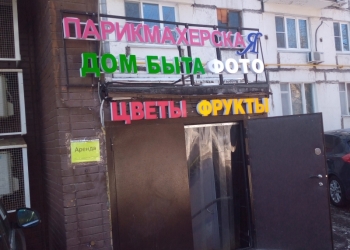 ПАРИКМАХЕРСКАЯ
ДОМ БЫТА ФОТО
ЦВЕТЫ ФРУКТЫ
Аренда